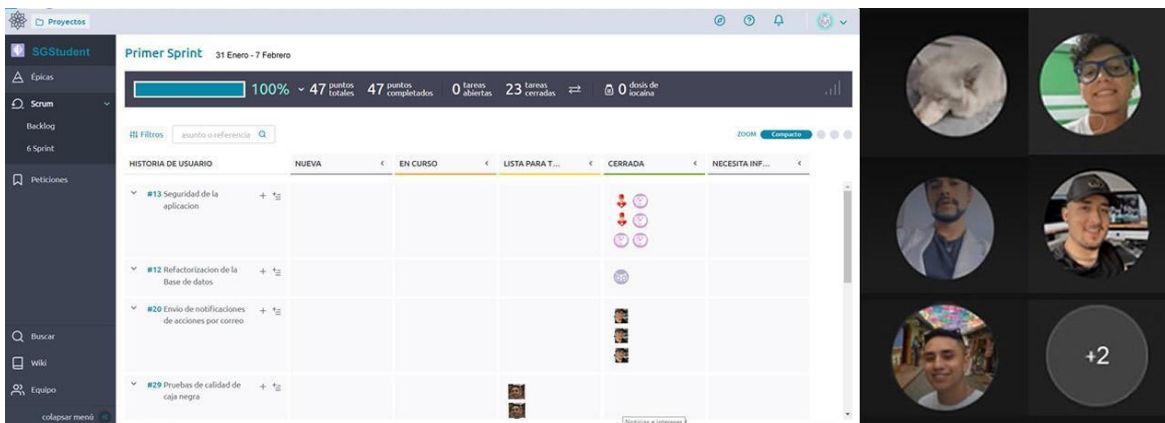 Proyectos
SGStudent
Épicas
Scrum
Backlog
6 Sprint
Peticiones
Buscar
Wiki
Equipo
colapsar menú
Primer Sprint 31 Enero - 7 Febrero
100% 47 puntos totales 47 puntos completados 0 tareas abiertas 23 tareas cerradas 0 dosis de iocaína
Filtros asunto o referencia
ZOOM Compacto
HISTORIA DE USUARIO NUEVA EN CURSO LISTA PARA T... CERRADA NECESITA INF...
#13 Seguridad de la
aplicacion
#12 Refactorizacion de la
Base de datos
#20 Envio de notificaciones
de acciones por correo
#29 Pruebas de calidad de
caja negra
Noticias e intereses
+2